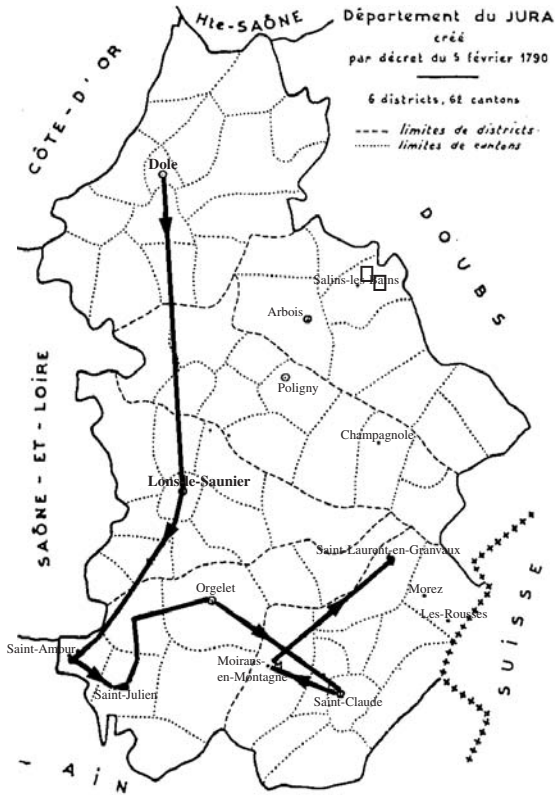 Hte-SAÔNE
Département du JURA
créé
par décret du 5 février 1790
6 districts, 62 cantons
limites de districts
limites de cantons
CÔTE-D'OR
Dole
DOUBS
Salins-les-Bains
Arbois
Poligny
SAÔNE-ET-LOIRE
Champagnole
Lons-le-Saunier
Saint-Laurent-en-Granvaux
Orgelet
Morez
Les-Rousses
SUISSE
Saint-Amour
Moirans-
en-Montagne
Saint-Julien
Saint-Claude
- AiN